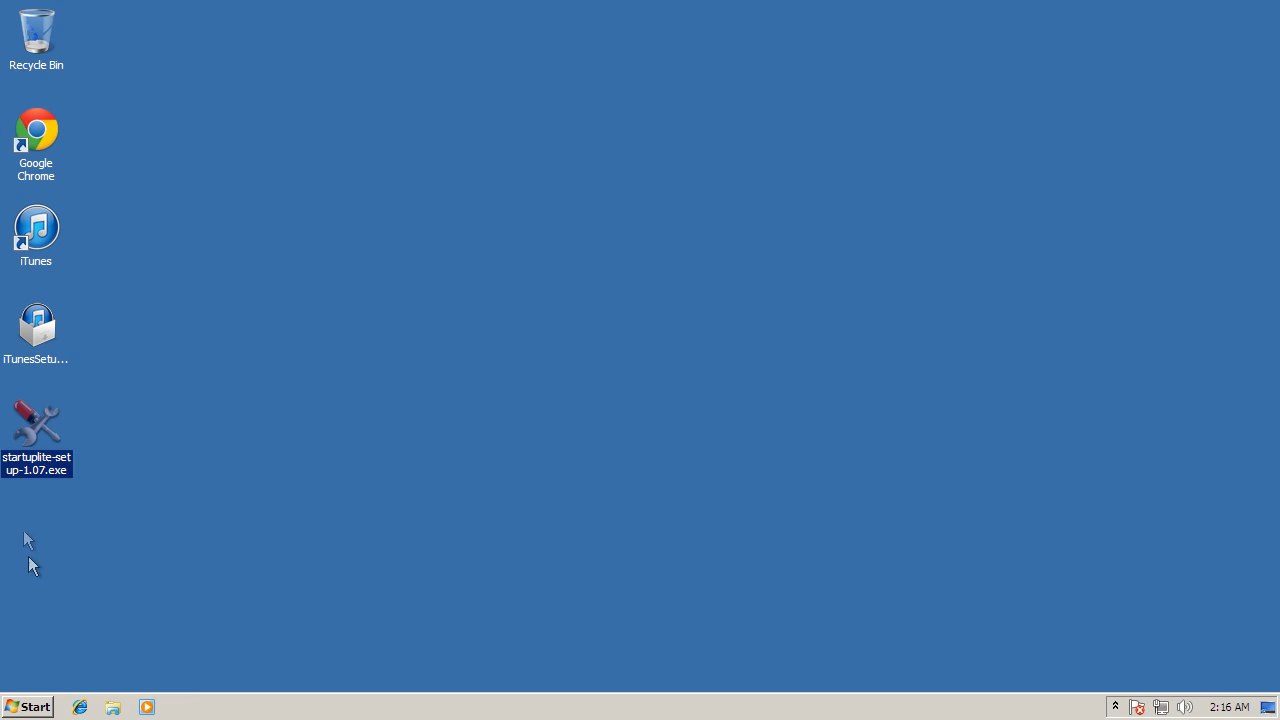 Recycle Bin
Google
Chrome
iTunes
iTunesSetu...
startuplite-set
up-1.07.exe
Start
2:16 AM